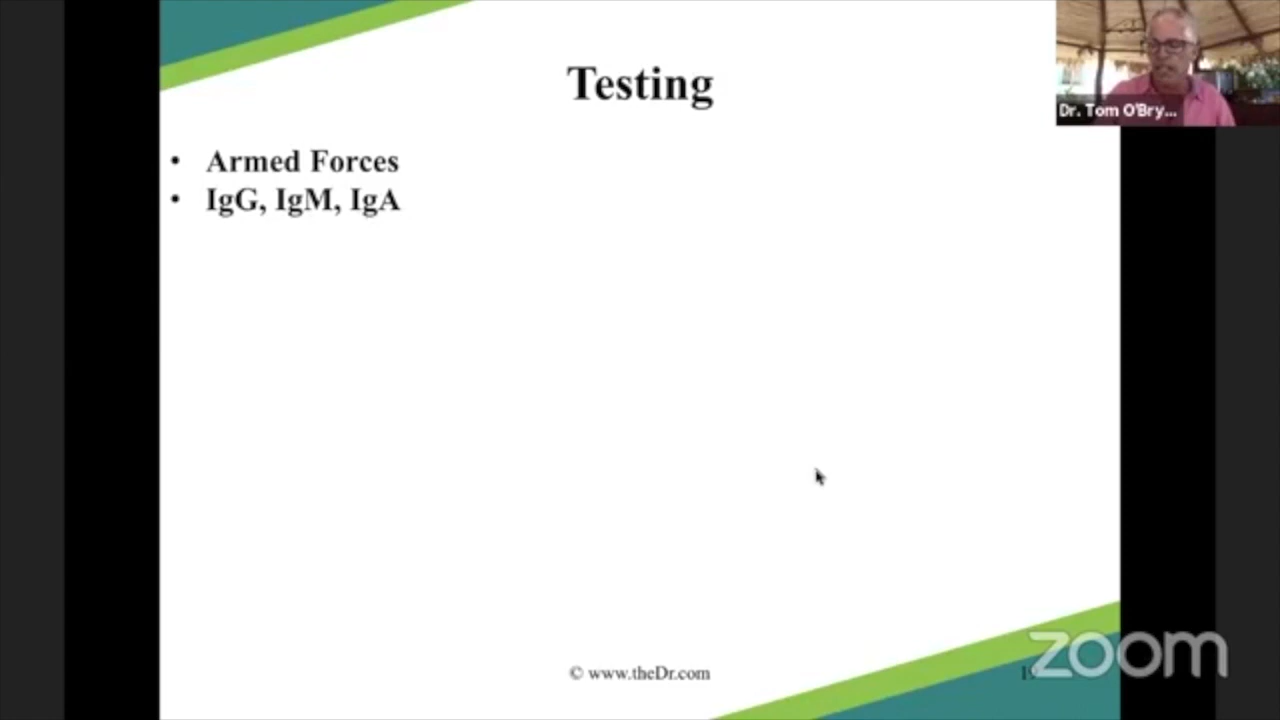 Testing
Dr. Tom O'Bry...
• Armed Forces
• IgG, IgM, IgA
© www.theDr.com
zoom